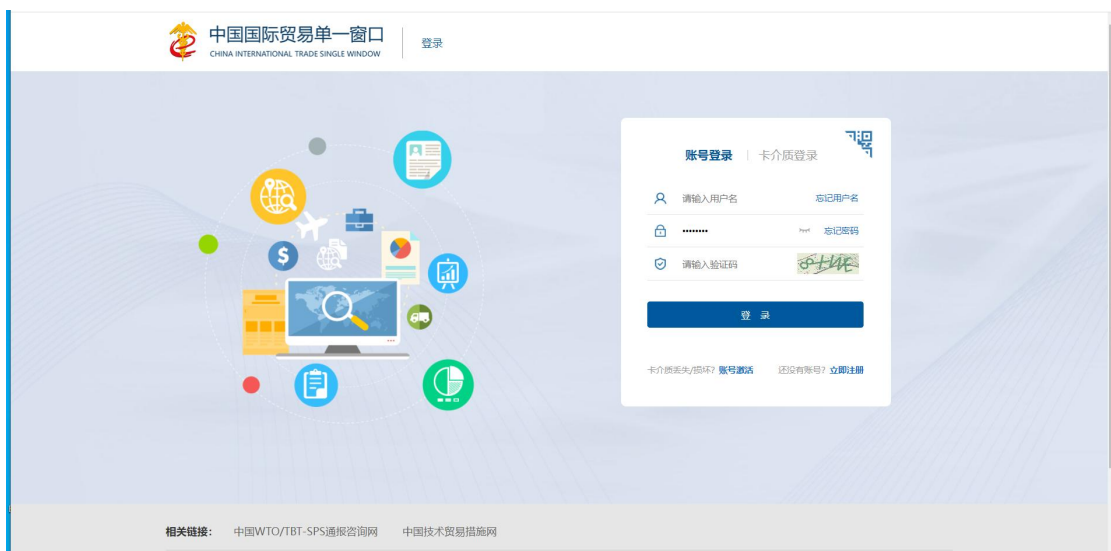 中国国际贸易单一窗口
CHINA INTERNATIONAL TRADE SINGLE WINDOW
登录
账号登录
卡介质登录
请输入用户名
忘记用户名
••••••••
忘记密码
请输入验证码
登 录
卡介质丢失/损坏? 账号激活
还没有账号? 立即注册
相关链接:
中国WTO/TBT-SPS通报咨询网
中国技术贸易措施网